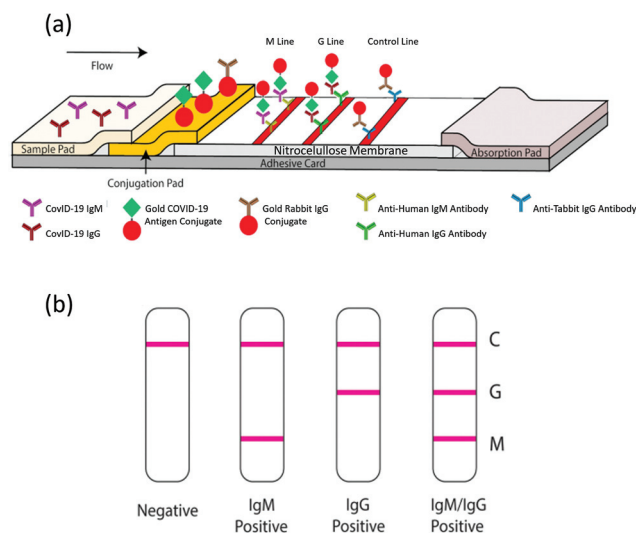 (a)
Flow
M Line
G Line
Control Line
Sample Pad
Conjugation Pad
Nitrocelullose Membrane
Adhesive Card
Absorption Pad
CovID-19 IgM
CovID-19 IgG
Gold COVID-19
Antigen Conjugate
Gold Rabbit IgG
Conjugate
Anti-Human IgM Antibody
Anti-Human IgG Antibody
Anti-Tabbit IgG Antibody
(b)
C
G
M
Negative
IgM
Positive
IgG
Positive
IgM/IgG
Positive